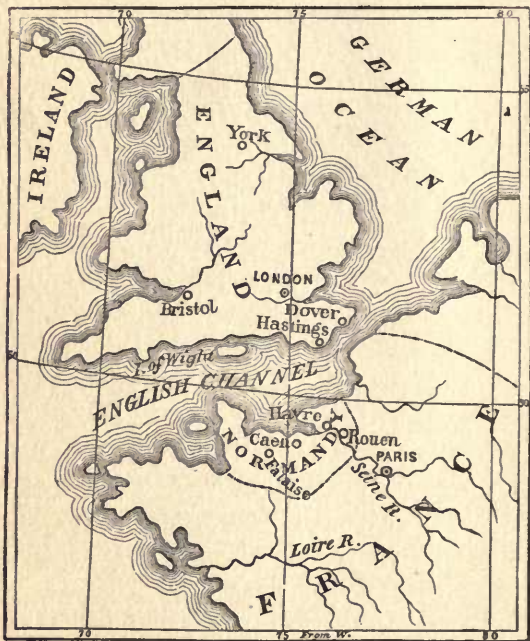 70
75
80
GERMAN
OCEAN
IRELAND
ENGLAND
York
55
LONDON
Bristol
Dover
Hastings
50
I. of Wight
ENGLISH CHANNEL
50
Havre
Caen
Rouen
NORMANDY
Falaise
PARIS
Seine R.
Loire R.
FRANCE
70
75
From W.
80